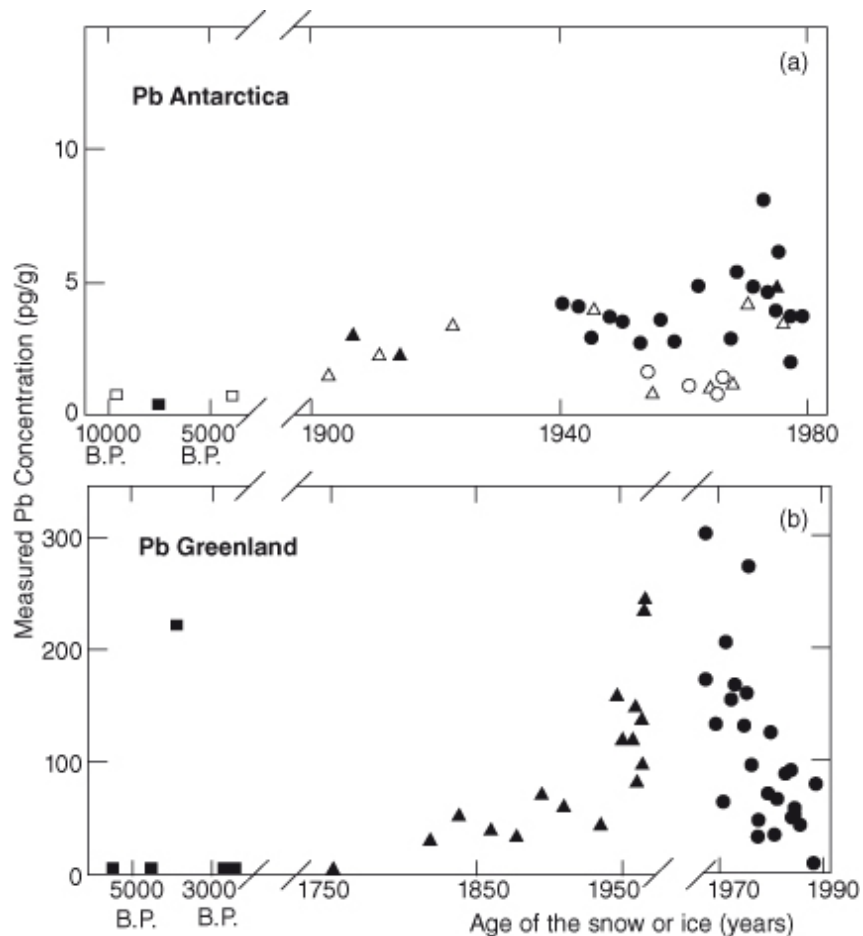 (a)
Pb Antarctica
10
5
0
10000 5000 1900 1940 1980
B.P. B.P.
Measured Pb Concentration (pg/g)
(b)
Pb Greenland
300
200
100
0
5000 3000 1750 1850 1950 1970 1990
B.P. B.P. Age of the snow or ice (years)